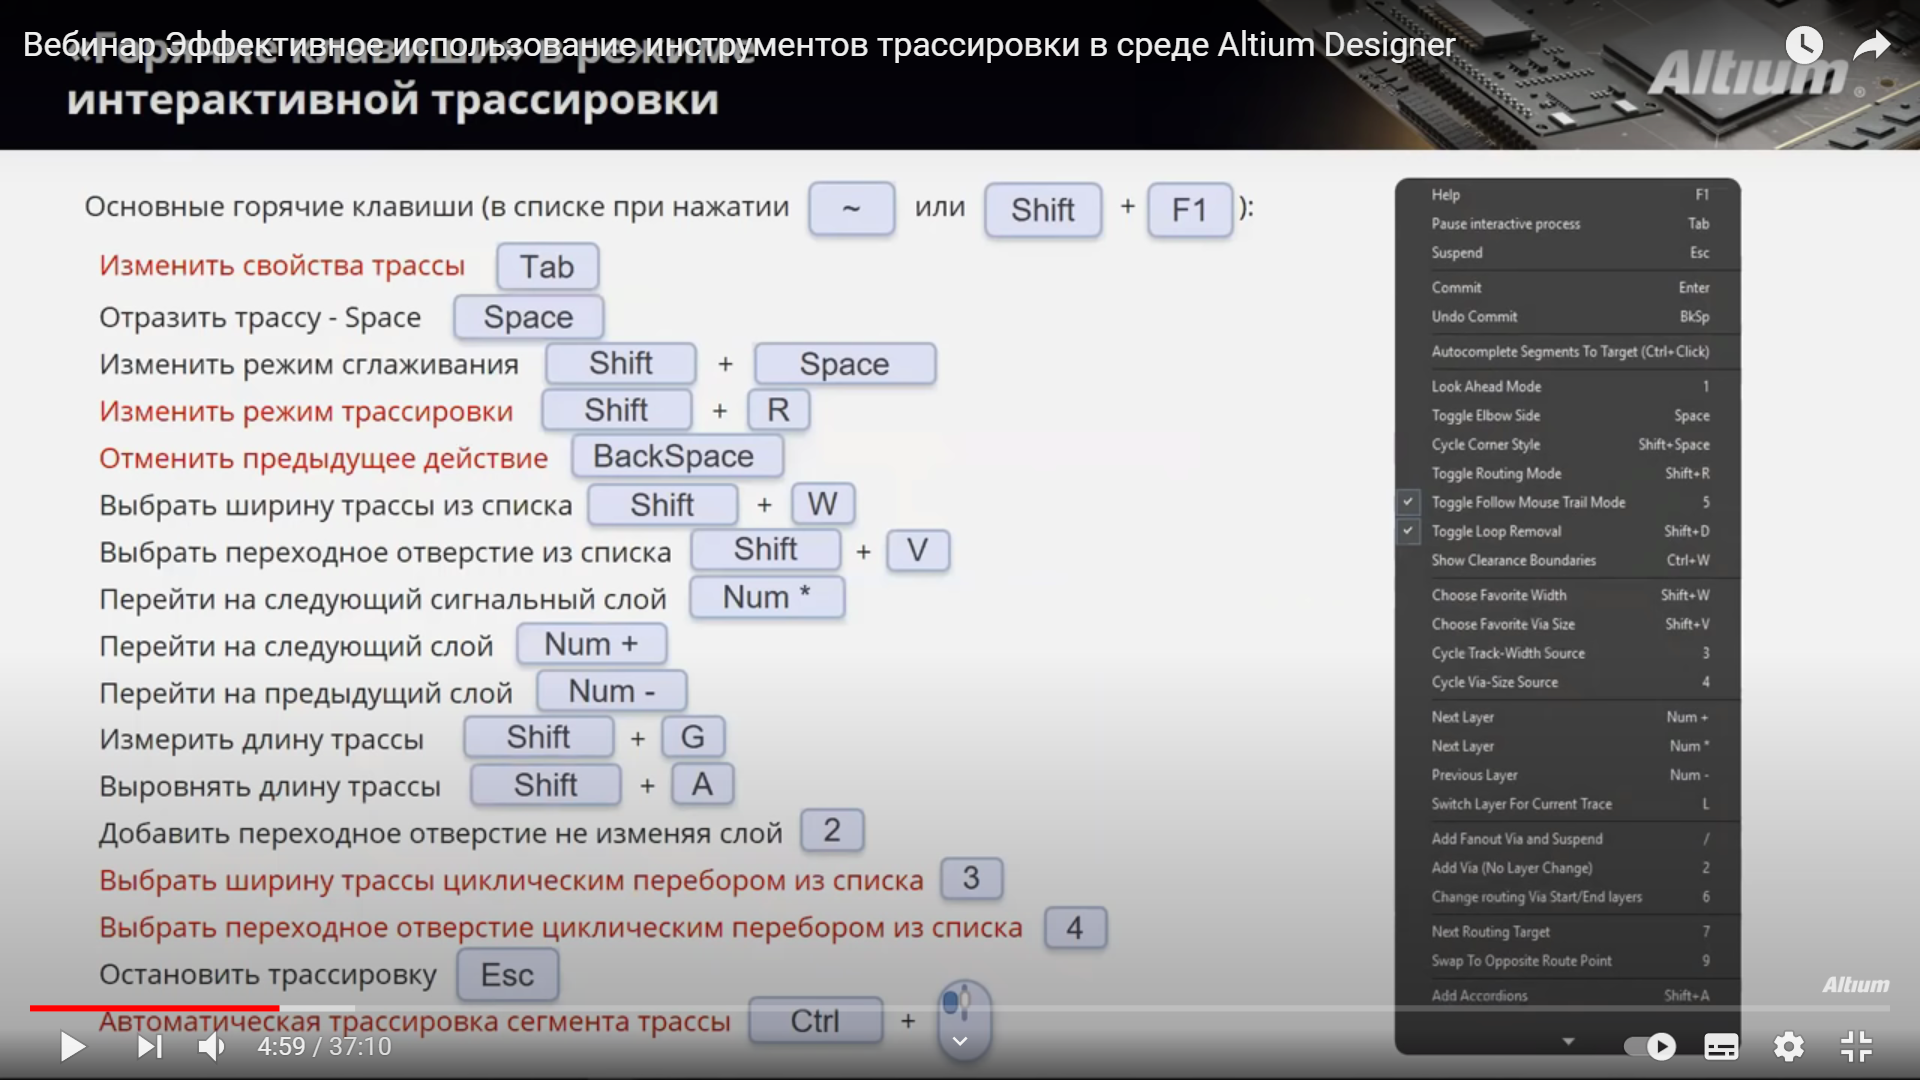 Вебинар Эффективное использование инструментов трассировки в среде Altium Designer
«Горячие клавиши» в режиме
интерактивной трассировки
Altium®
Основные горячие клавиши (в списке при нажатии ~ или Shift + F1 ):
Изменить свойства трассы Tab
Отразить трассу - Space Space
Изменить режим сглаживания Shift + Space
Изменить режим трассировки Shift + R
Отменить предыдущее действие BackSpace
Выбрать ширину трассы из списка Shift + W
Выбрать переходное отверстие из списка Shift + V
Перейти на следующий сигнальный слой Num *
Перейти на следующий слой Num +
Перейти на предыдущий слой Num -
Измерить длину трассы Shift + G
Выровнять длину трассы Shift + A
Добавить переходное отверстие не изменяя слой 2
Выбрать ширину трассы циклическим перебором из списка 3
Выбрать переходное отверстие циклическим перебором из списка 4
Остановить трассировку Esc
Автоматическая трассировка сегмента трассы Ctrl +
Help F1
Pause interactive process Tab
Suspend Esc
Commit Enter
Undo Commit BkSp
Autocomplete Segments To Target (Ctrl+Click)
Look Ahead Mode 1
Toggle Elbow Side Space
Cycle Corner Style Shift+Space
Toggle Routing Mode Shift+R
Toggle Follow Mouse Trail Mode 5
Toggle Loop Removal Shift+D
Show Clearance Boundaries Ctrl+W
Choose Favorite Width Shift+W
Choose Favorite Via Size Shift+V
Cycle Track-Width Source 3
Cycle Via-Size Source 4
Next Layer Num +
Next Layer Num *
Previous Layer Num -
Switch Layer For Current Trace L
Add Fanout Via and Suspend /
Add Via (No Layer Change) 2
Change routing Via Start/End layers 6
Next Routing Target 7
Swap To Opposite Route Point 9
Add Accordions Shift+A
Altium
4:59 / 37:10